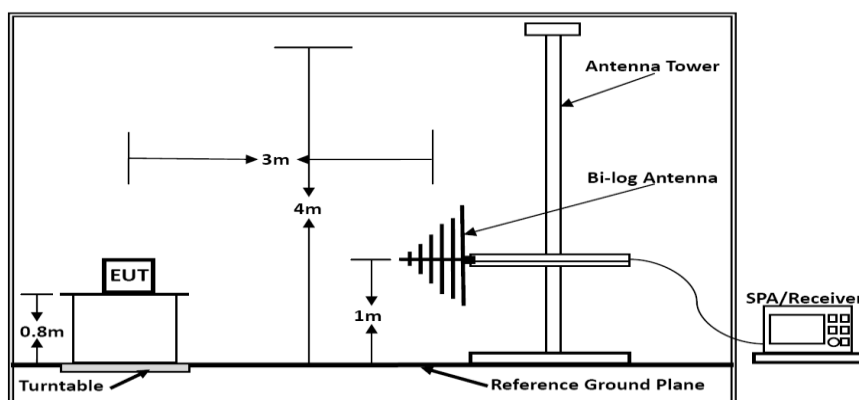 Antenna Tower
3m
Bi-log Antenna
4m
EUT
SPA/Receiver
0.8m
1m
Turntable
Reference Ground Plane